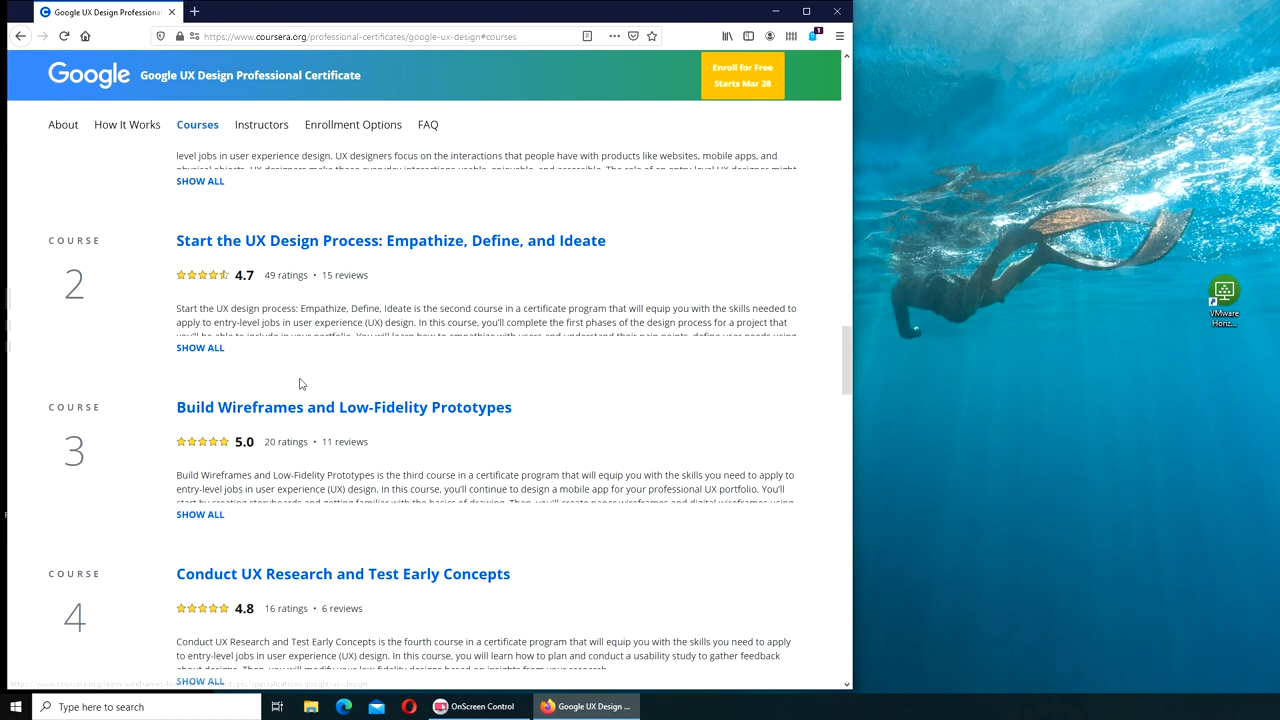 Google UX Design Professional
https://www.coursera.org/professional-certificates/google-ux-design#courses
1
Google
Google UX Design Professional Certificate
Enroll for Free
Starts Mar 28
About
How It Works
Courses
Instructors
Enrollment Options
FAQ
level jobs in user experience design. UX designers focus on the interactions that people have with products like websites, mobile apps, and
SHOW ALL
COURSE
2
Start the UX Design Process: Empathize, Define, and Ideate
4.7 49 ratings • 15 reviews
Start the UX design process: Empathize, Define, Ideate is the second course in a certificate program that will equip you with the skills needed to
apply to entry-level jobs in user experience (UX) design. In this course, you'll complete the first phases of the design process for a project that
SHOW ALL
COURSE
3
Build Wireframes and Low-Fidelity Prototypes
5.0 20 ratings • 11 reviews
Build Wireframes and Low-Fidelity Prototypes is the third course in a certificate program that will equip you with the skills you need to apply to
entry-level jobs in user experience (UX) design. In this course, you'll continue to design a mobile app for your professional UX portfolio. You'll
SHOW ALL
COURSE
4
Conduct UX Research and Test Early Concepts
4.8 16 ratings • 6 reviews
Conduct UX Research and Test Early Concepts is the fourth course in a certificate program that will equip you with the skills you need to apply
to entry-level jobs in user experience (UX) design. In this course, you will learn how to plan and conduct a usability study to gather feedback
SHOW ALL
VMware
Horiz...
Type here to search
OnScreen Control
Google UX Design ...